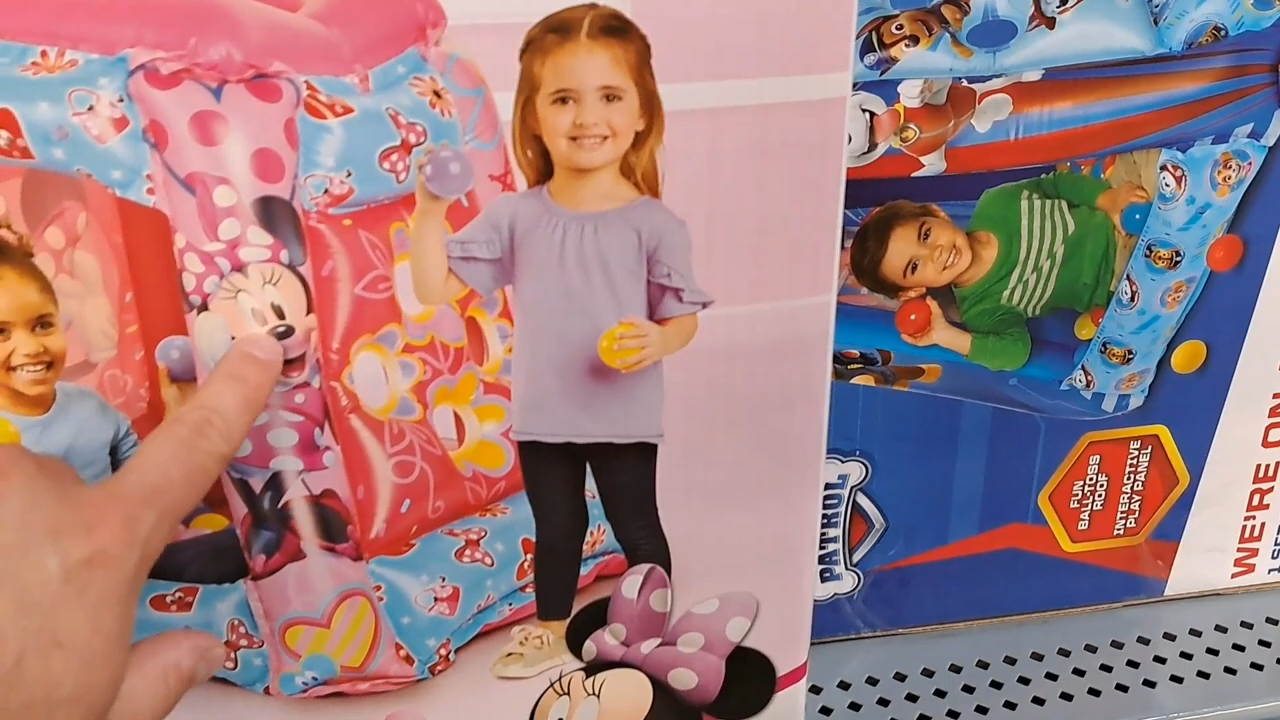 PATROL
FUN
BALL-TOSS
ROOF
INTERACTIVE
PLAY PANEL
WE'RE ON